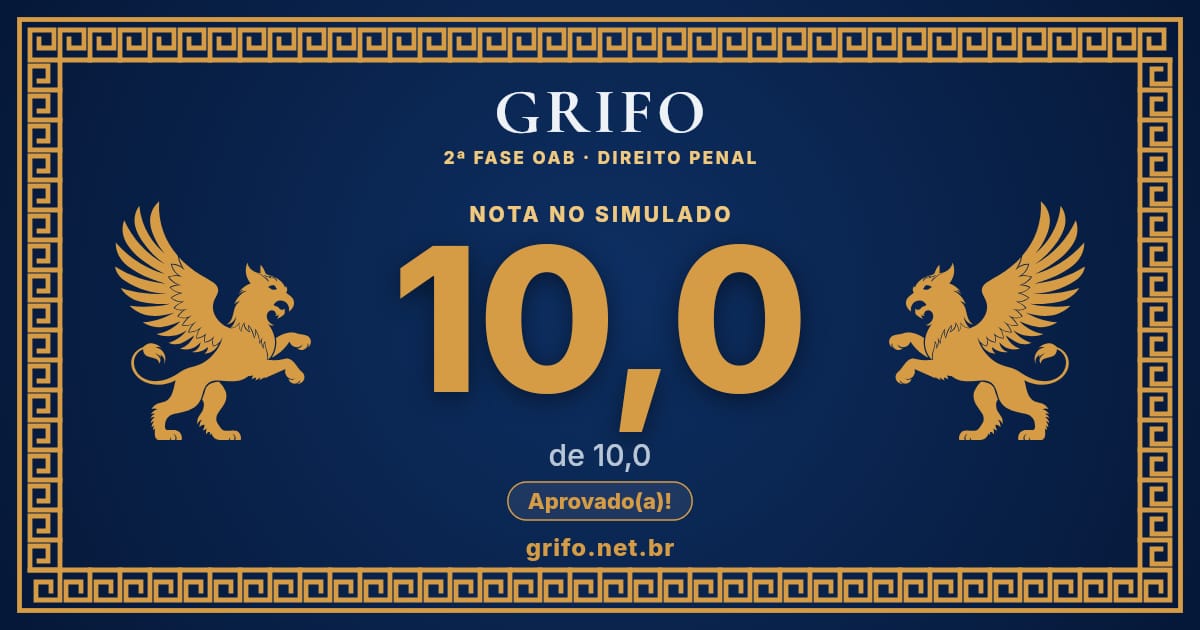 GRIFO
2ª FASE OAB · DIREITO PENAL
NOTA NO SIMULADO
10,0
de 10,0
Aprovado(a)!
grifo.net.br